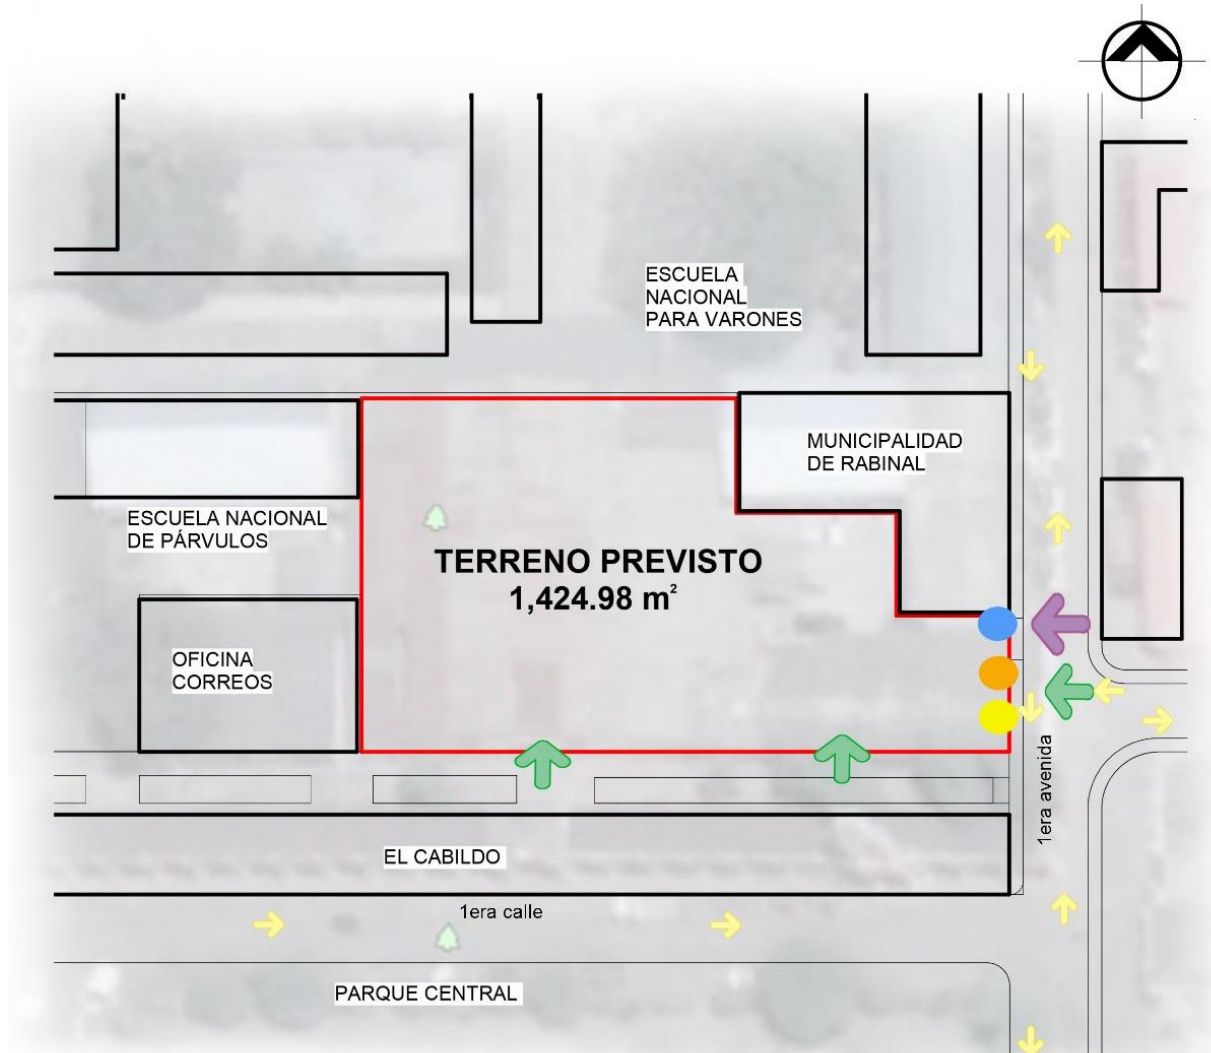 ESCUELA
NACIONAL
PARA VARONES
MUNICIPALIDAD
DE RABINAL
ESCUELA NACIONAL
DE PÁRVULOS
TERRENO PREVISTO
1,424.98 m²
OFICINA
CORREOS
1era avenida
EL CABILDO
1era calle
PARQUE CENTRAL